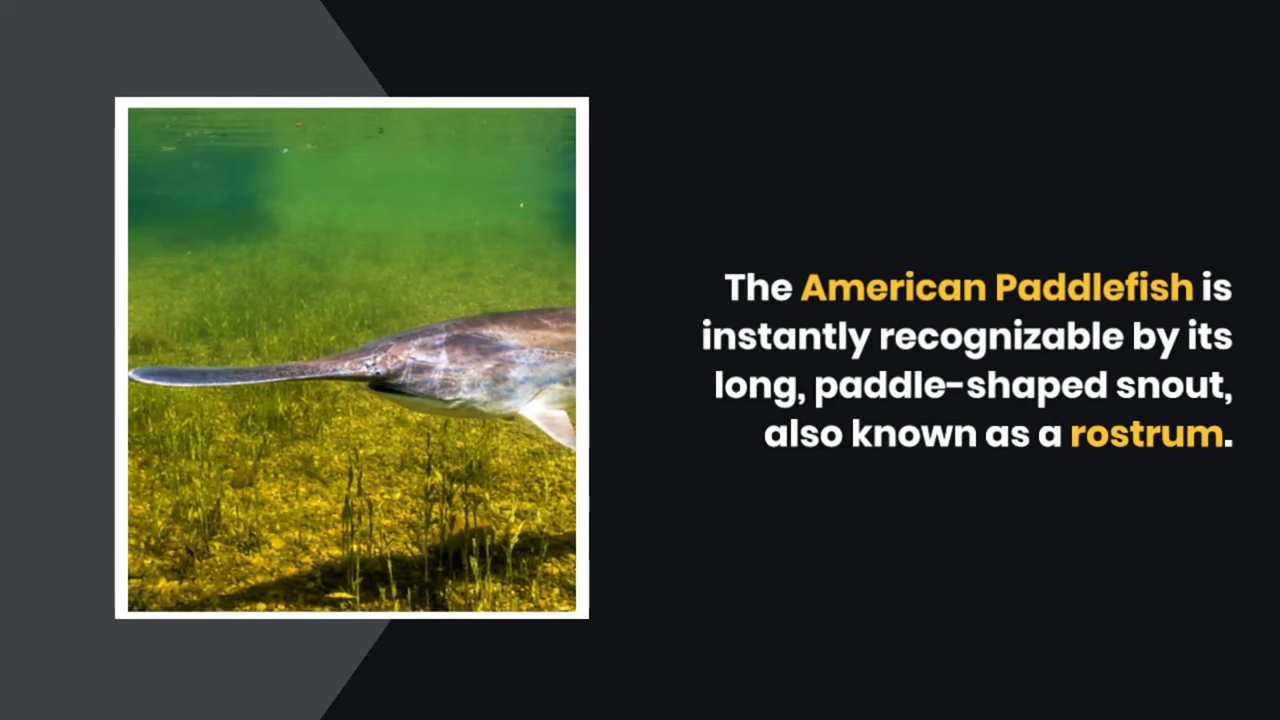 The American Paddlefish is
instantly recognizable by its
long, paddle-shaped snout,
also known as a rostrum.